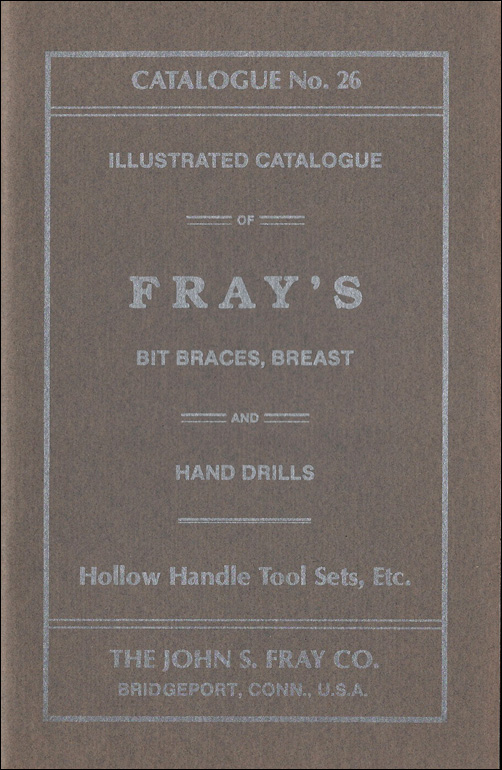 CATALOGUE No. 26
ILLUSTRATED CATALOGUE
OF
FRAY'S
BIT BRACES, BREAST
AND
HAND DRILLS
Hollow Handle Tool Sets, Etc.
THE JOHN S. FRAY CO.
BRIDGEPORT, CONN., U.S.A.